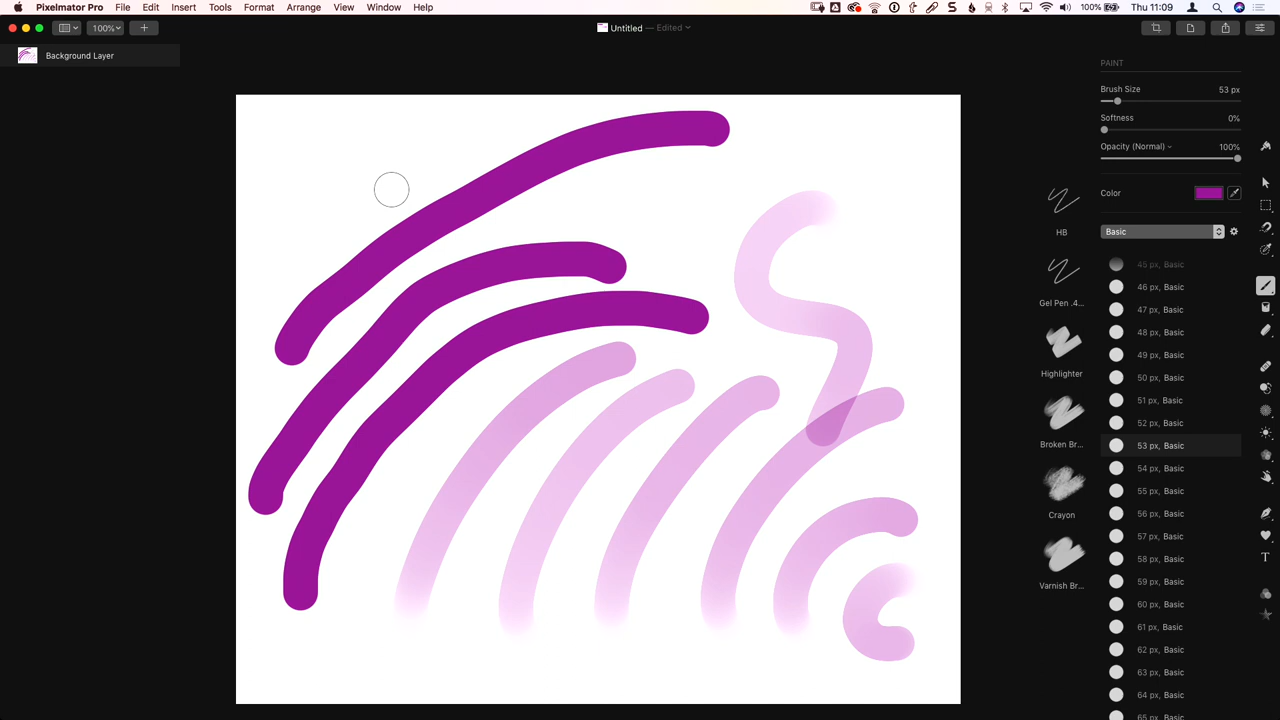 Pixelmator Pro File Edit Insert Tools Format Arrange View Window Help 100% Thu 11:09
100% Untitled — Edited
Background Layer
PAINT
Brush Size 53 px
Softness 0%
Opacity (Normal) 100%
Color
Basic
HB
Gel Pen .4...
Highlighter
Broken Br...
Crayon
Varnish Br...
45 px, Basic
46 px, Basic
47 px, Basic
48 px, Basic
49 px, Basic
50 px, Basic
51 px, Basic
52 px, Basic
53 px, Basic
54 px, Basic
55 px, Basic
56 px, Basic
57 px, Basic
58 px, Basic
59 px, Basic
60 px, Basic
61 px, Basic
62 px, Basic
63 px, Basic
64 px, Basic
65 px, Basic